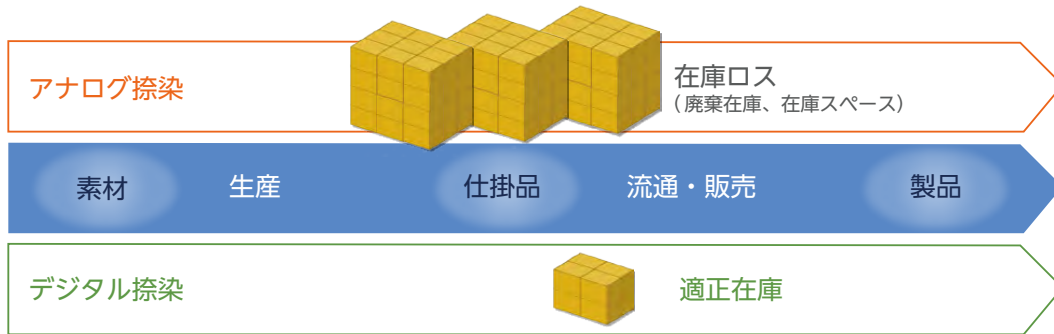 アナログ捺染
在庫ロス
（廃棄在庫、在庫スペース）
素材
生産
仕掛品
流通・販売
製品
デジタル捺染
適正在庫